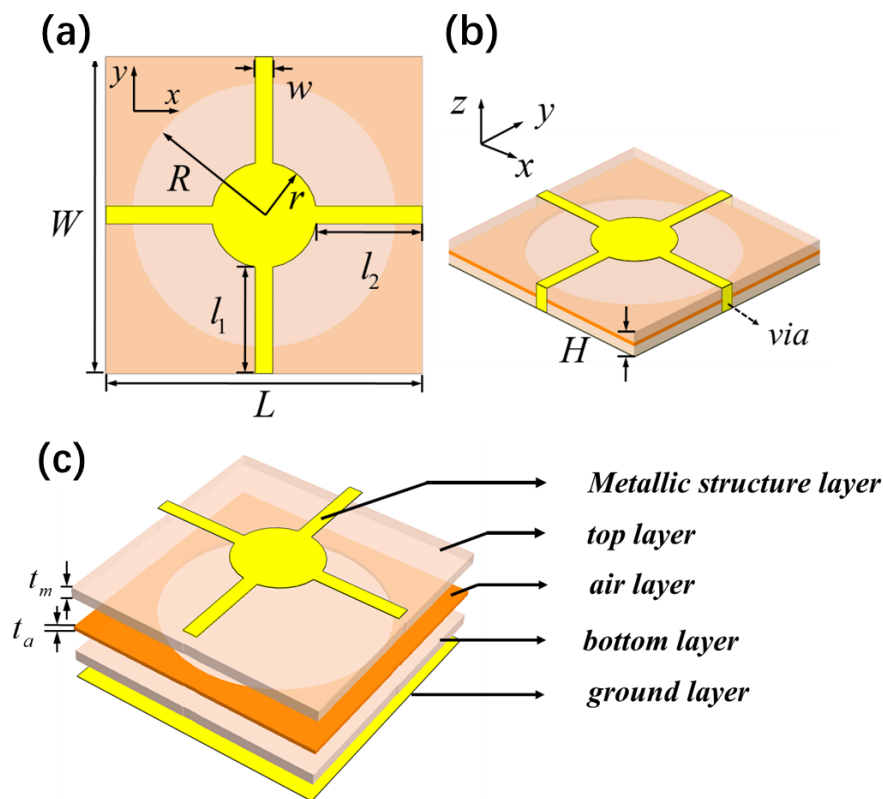 (a)
y
x
w
R
r
W
l₂
l₁
L
(b)
z
y
x
H
via
(c)
Metallic structure layer
top layer
tₘ
air layer
tₐ
bottom layer
ground layer